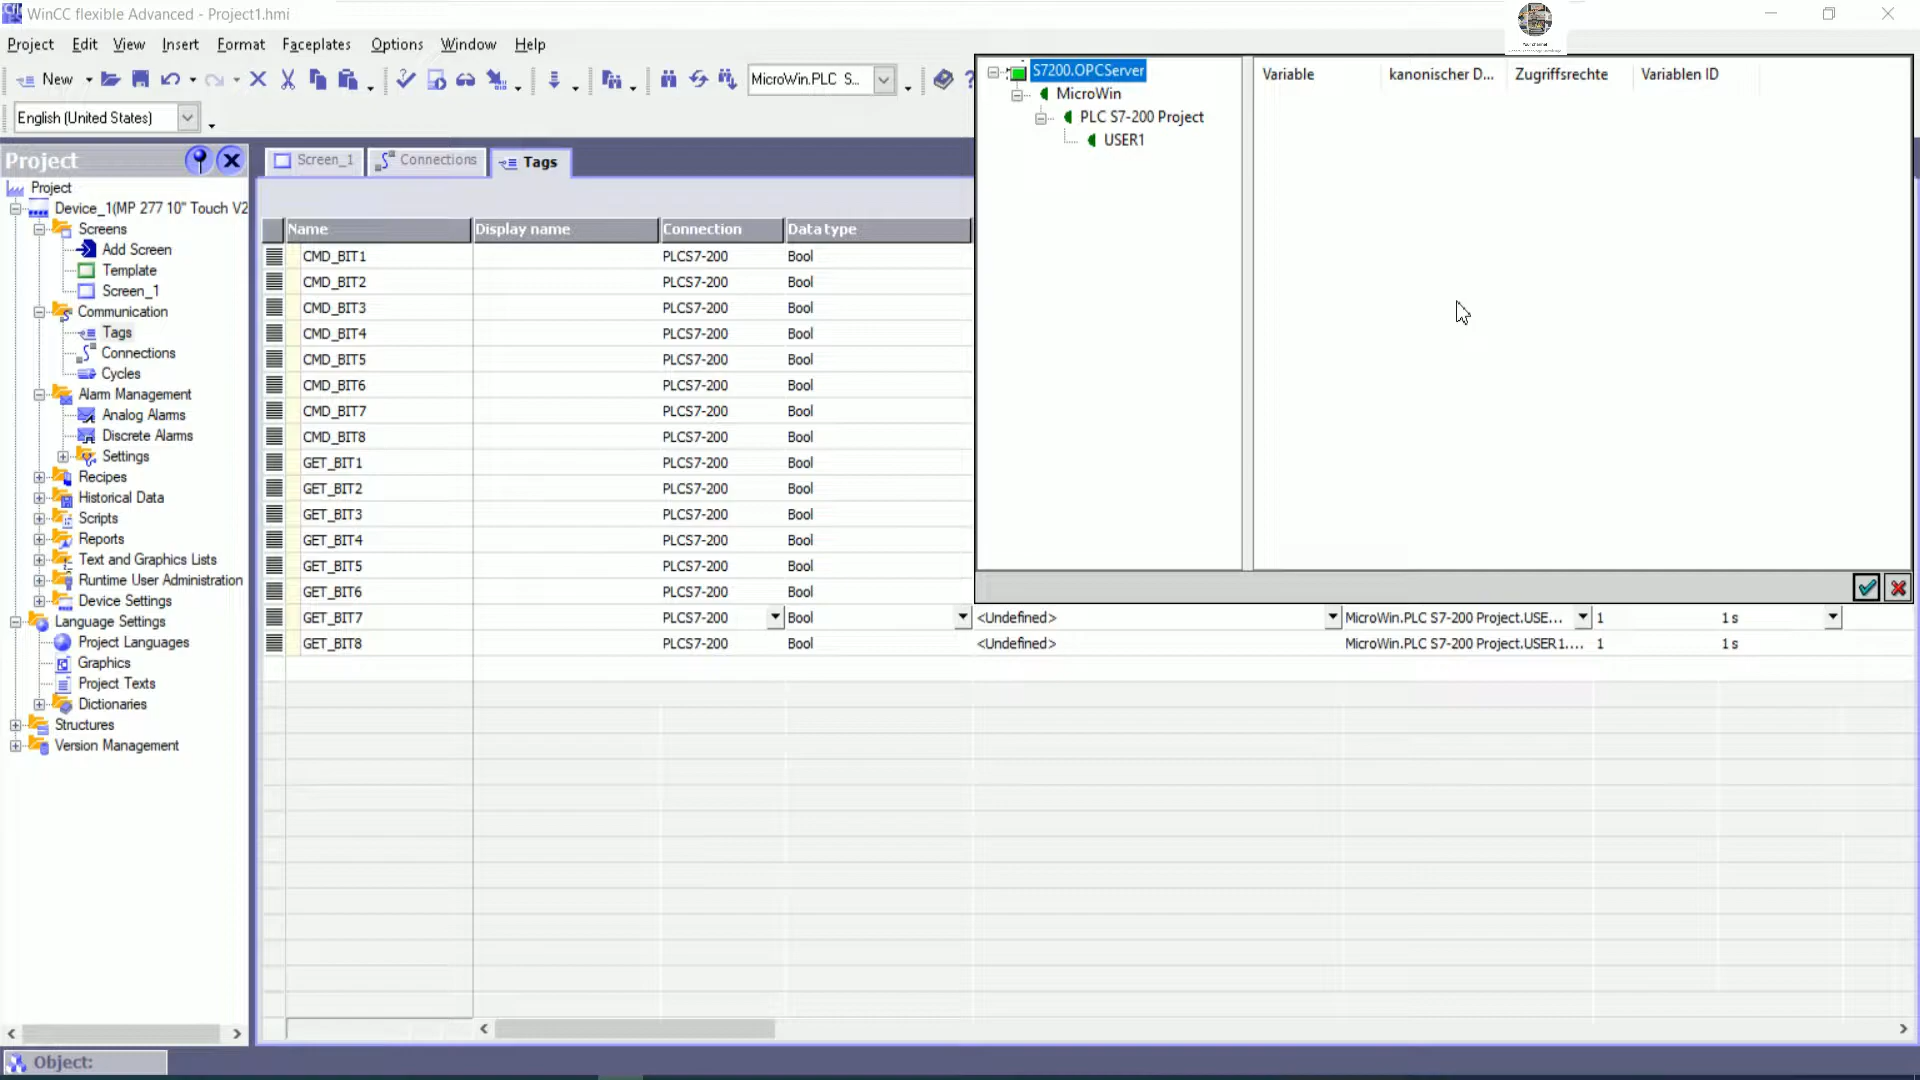 WinCC flexible Advanced - Project1.hmi
Project Edit View Insert Format Faceplates Options Window Help
New MicroWin.PLC S...
English (United States)
Project
Project
Device_1(MP 277 10" Touch V2
Screens
Add Screen
Template
Screen_1
Communication
Tags
Connections
Cycles
Alarm Management
Analog Alarms
Discrete Alarms
Settings
Recipes
Historical Data
Scripts
Reports
Text and Graphics Lists
Runtime User Administration
Device Settings
Language Settings
Project Languages
Graphics
Project Texts
Dictionaries
Structures
Version Management
Screen_1 Connections Tags
Name Display name Connection Data type
CMD_BIT1 PLCS7-200 Bool
CMD_BIT2 PLCS7-200 Bool
CMD_BIT3 PLCS7-200 Bool
CMD_BIT4 PLCS7-200 Bool
CMD_BIT5 PLCS7-200 Bool
CMD_BIT6 PLCS7-200 Bool
CMD_BIT7 PLCS7-200 Bool
CMD_BIT8 PLCS7-200 Bool
GET_BIT1 PLCS7-200 Bool
GET_BIT2 PLCS7-200 Bool
GET_BIT3 PLCS7-200 Bool
GET_BIT4 PLCS7-200 Bool
GET_BIT5 PLCS7-200 Bool
GET_BIT6 PLCS7-200 Bool
GET_BIT7 PLCS7-200 Bool <Undefined> MicroWin.PLC S7-200 Project.USE... 1 1 s
GET_BIT8 PLCS7-200 Bool <Undefined> MicroWin.PLC S7-200 Project.USER1.... 1 1 s
S7200.OPCServer
MicroWin
PLC S7-200 Project
USER1
Variable kanonischer D... Zugriffsrechte Variablen ID
Object: